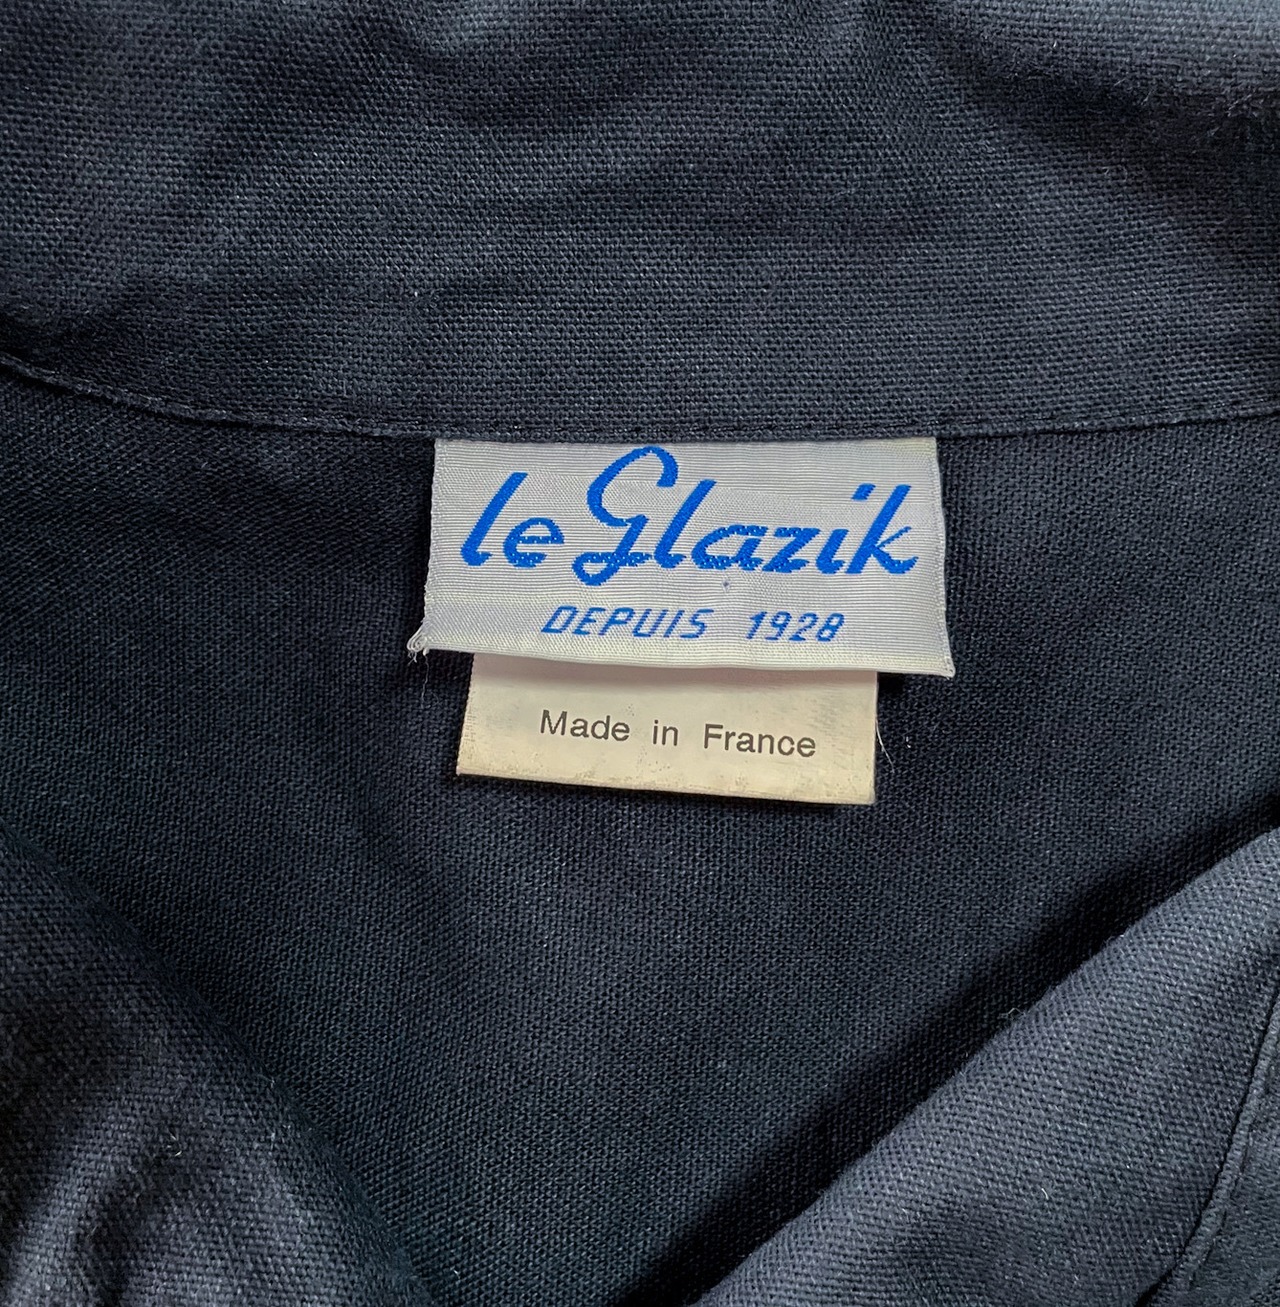 le Glazik
DEPUIS 1928
Made in France